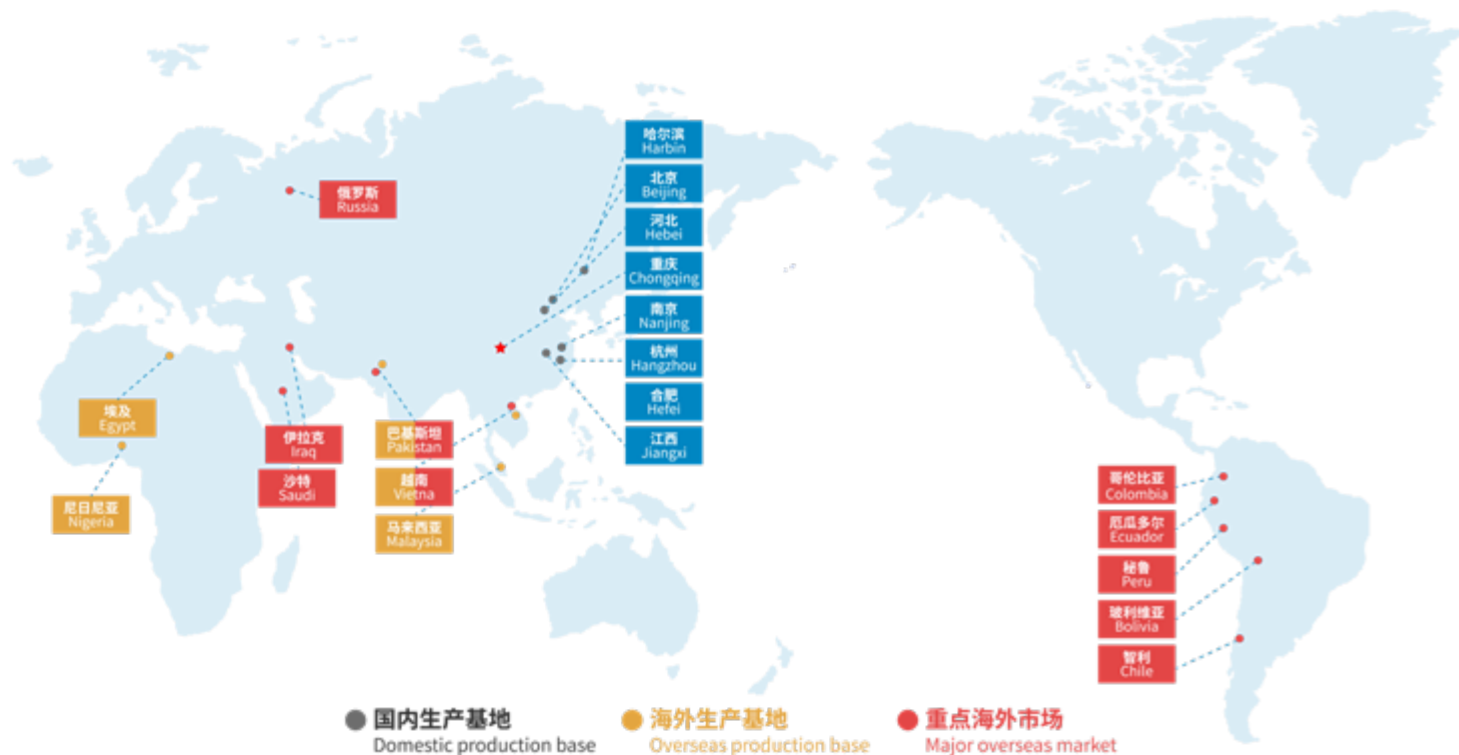 哈尔滨
Harbin
北京
Beijing
俄罗斯
Russia
河北
Hebei
重庆
Chongqing
南京
Nanjing
杭州
Hangzhou
合肥
Hefei
江西
Jiangxi
埃及
Egypt
尼日尼亚
Nigeria
伊拉克
Iraq
沙特
Saudi
巴基斯坦
Pakistan
越南
Vietna
马来西亚
Malaysia
哥伦比亚
Colombia
厄瓜多尔
Ecuador
秘鲁
Peru
玻利维亚
Bolivia
智利
Chile
国内生产基地
Domestic production base
海外生产基地
Overseas production base
重点海外市场
Major overseas market